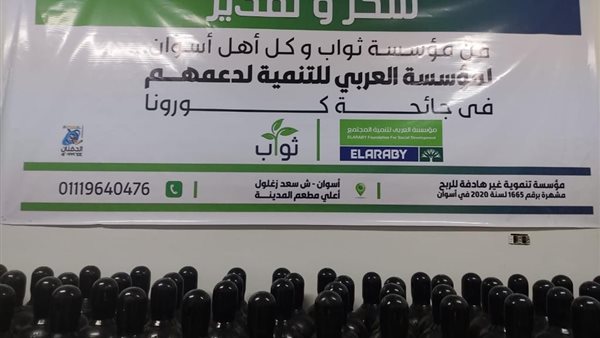 شكر و تقدير
من مؤسسة ثواب و كل أهل أسوان
لمؤسسة العربي للتنمية لدعمهم
في جائحة كورونا
ثواب
مؤسسة العربي لتنمية المجتمع
ELARABY Foundation For Social Development
ELARABY
مؤسسة تنموية غير هادفة للربح
مشهرة برقم 1665 لسنة 2020 في أسوان
أسوان - ش سعد زغلول
أعلي مطعم المدينة
01119640476